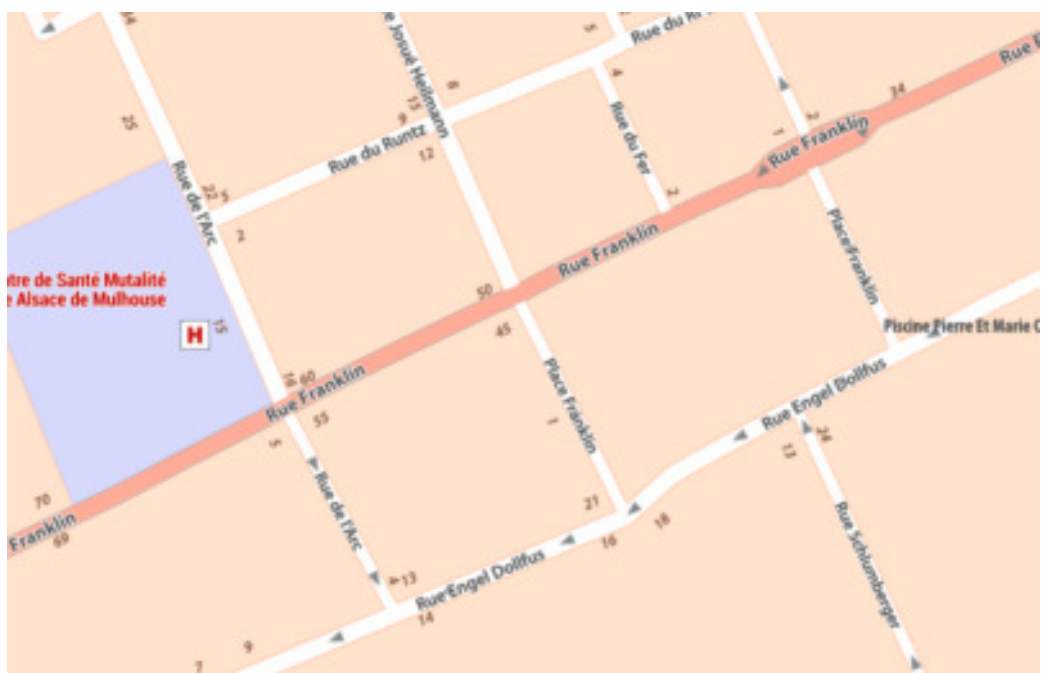 25
Rue de l'Arc
22
5
2
Rue du Runtz
9
15
8
12
5
4
Rue du Fer
2
1
2
34
Rue Franklin
Rue Franklin
Place Franklin
tre de Santé Mutalité
e Alsace de Mulhouse
H
15
50
45
Piscine Pierre Et Marie
16
60
Rue Franklin
55
5
Place Franklin
1
Rue Engel Dollfus
24
13
Rue de l'Arc
70
Franklin
69
21
16
18
Rue Schlumberger
4
13
Rue Engel Dollfus
14
9
7
Josué Heilmann
Rue du